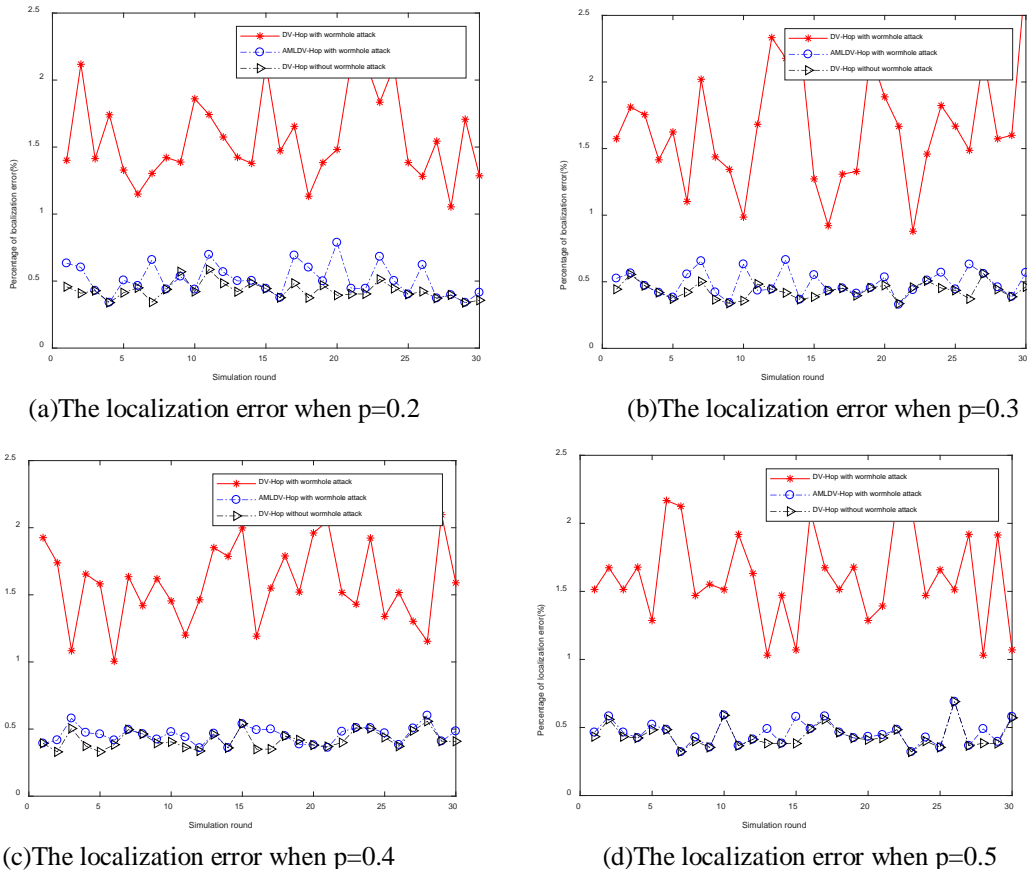 2.5
2
1.5
1
0.5
0
0
5
10
15
20
25
30
Percentage of localization error(%)
Simulation round
DV-Hop with wormhole attack
AMLDV-Hop with wormhole attack
DV-Hop without wormhole attack
(a)The localization error when p=0.2
2.5
2
1.5
1
0.5
0
0
5
10
15
20
25
30
Percentage of localization error(%)
Simulation round
DV-Hop with wormhole attack
AMLDV-Hop with wormhole attack
DV-Hop without wormhole attack
(b)The localization error when p=0.3
2.5
2
1.5
1
0.5
0
0
5
10
15
20
25
30
Simulation round
DV-Hop with wormhole attack
AMLDV-Hop with wormhole attack
DV-Hop without wormhole attack
(c)The localization error when p=0.4
2.5
2
1.5
1
0.5
0
0
5
10
15
20
25
30
Percentage of localization error(%)
Simulation round
DV-Hop with wormhole attack
AMLDV-Hop with wormhole attack
DV-Hop without wormhole attack
(d)The localization error when p=0.5